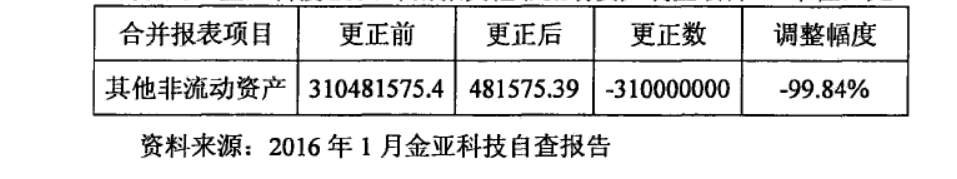 合并报表项目 更正前 更正后 更正数 调整幅度
其他非流动资产 310481575.4 481575.39 -310000000 -99.84%
资料来源：2016 年 1 月金亚科技自查报告